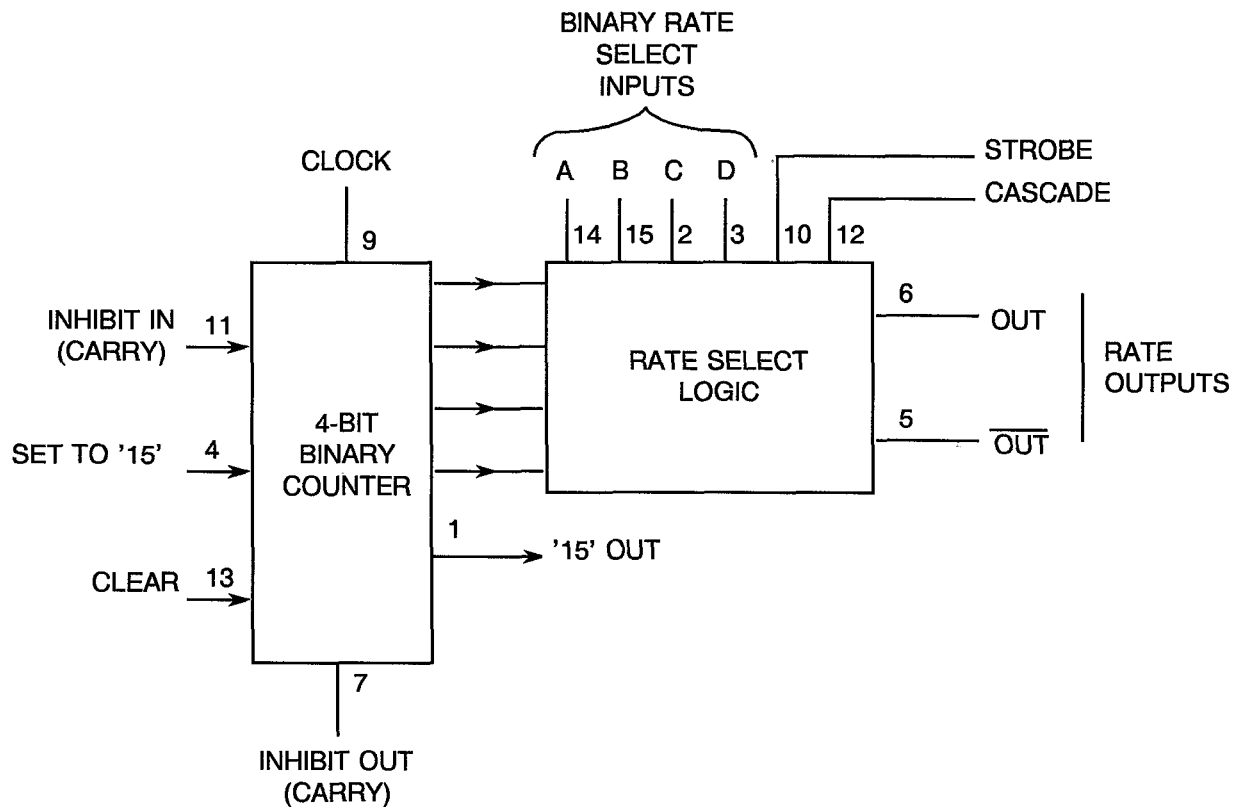 BINARY RATE
SELECT
INPUTS
CLOCK
A B C D
STROBE
CASCADE
9
14 15 2 3 10 12
INHIBIT IN
(CARRY)
11
6
OUT
RATE SELECT
LOGIC
RATE
OUTPUTS
5
OUT
SET TO '15'
4
4-BIT
BINARY
COUNTER
1
'15' OUT
CLEAR
13
7
INHIBIT OUT
(CARRY)